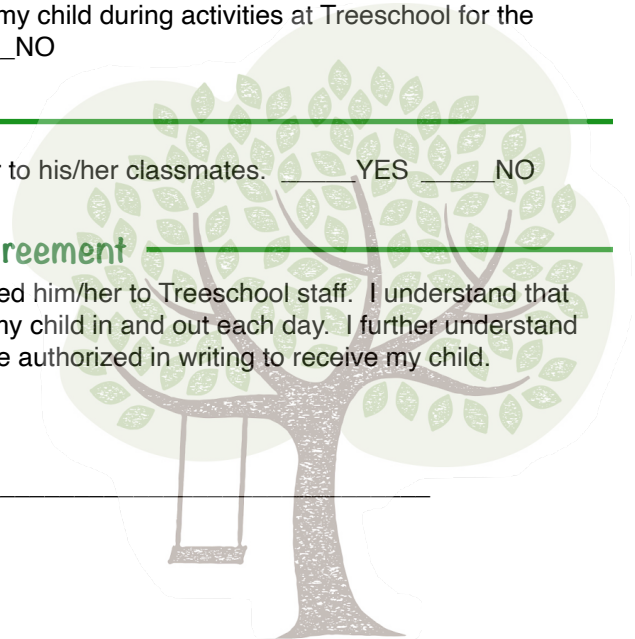 my child during activities at Treeschool for the
_NO
to his/her classmates. _____YES _____NO
reement
ed him/her to Treeschool staff. I understand that
my child in and out each day. I further understand
e authorized in writing to receive my child.